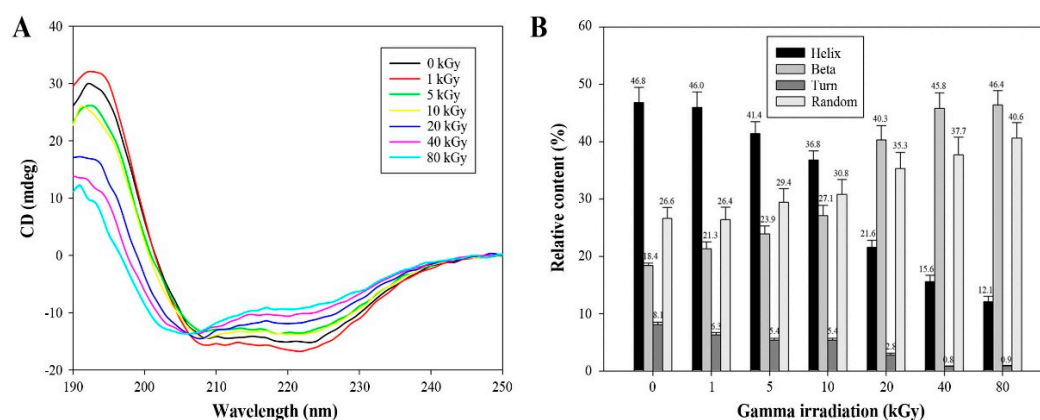 A
40
30
20
10
0
-10
-20
CD (mdeg)
190 200 210 220 230 240 250
Wavelength (nm)
0 kGy
1 kGy
5 kGy
10 kGy
20 kGy
40 kGy
80 kGy
B
60
50
40
30
20
10
0
Relative content (%)
Helix
Beta
Turn
Random
46.8 18.4 8.1 26.6
46.0 21.3 6.3 26.4
41.4 23.9 5.4 29.4
36.8 27.1 5.4 30.8
21.6 40.3 2.8 35.3
15.6 45.8 0.8 37.7
12.1 46.4 0.9 40.6
0 1 5 10 20 40 80
Gamma irradiation (kGy)